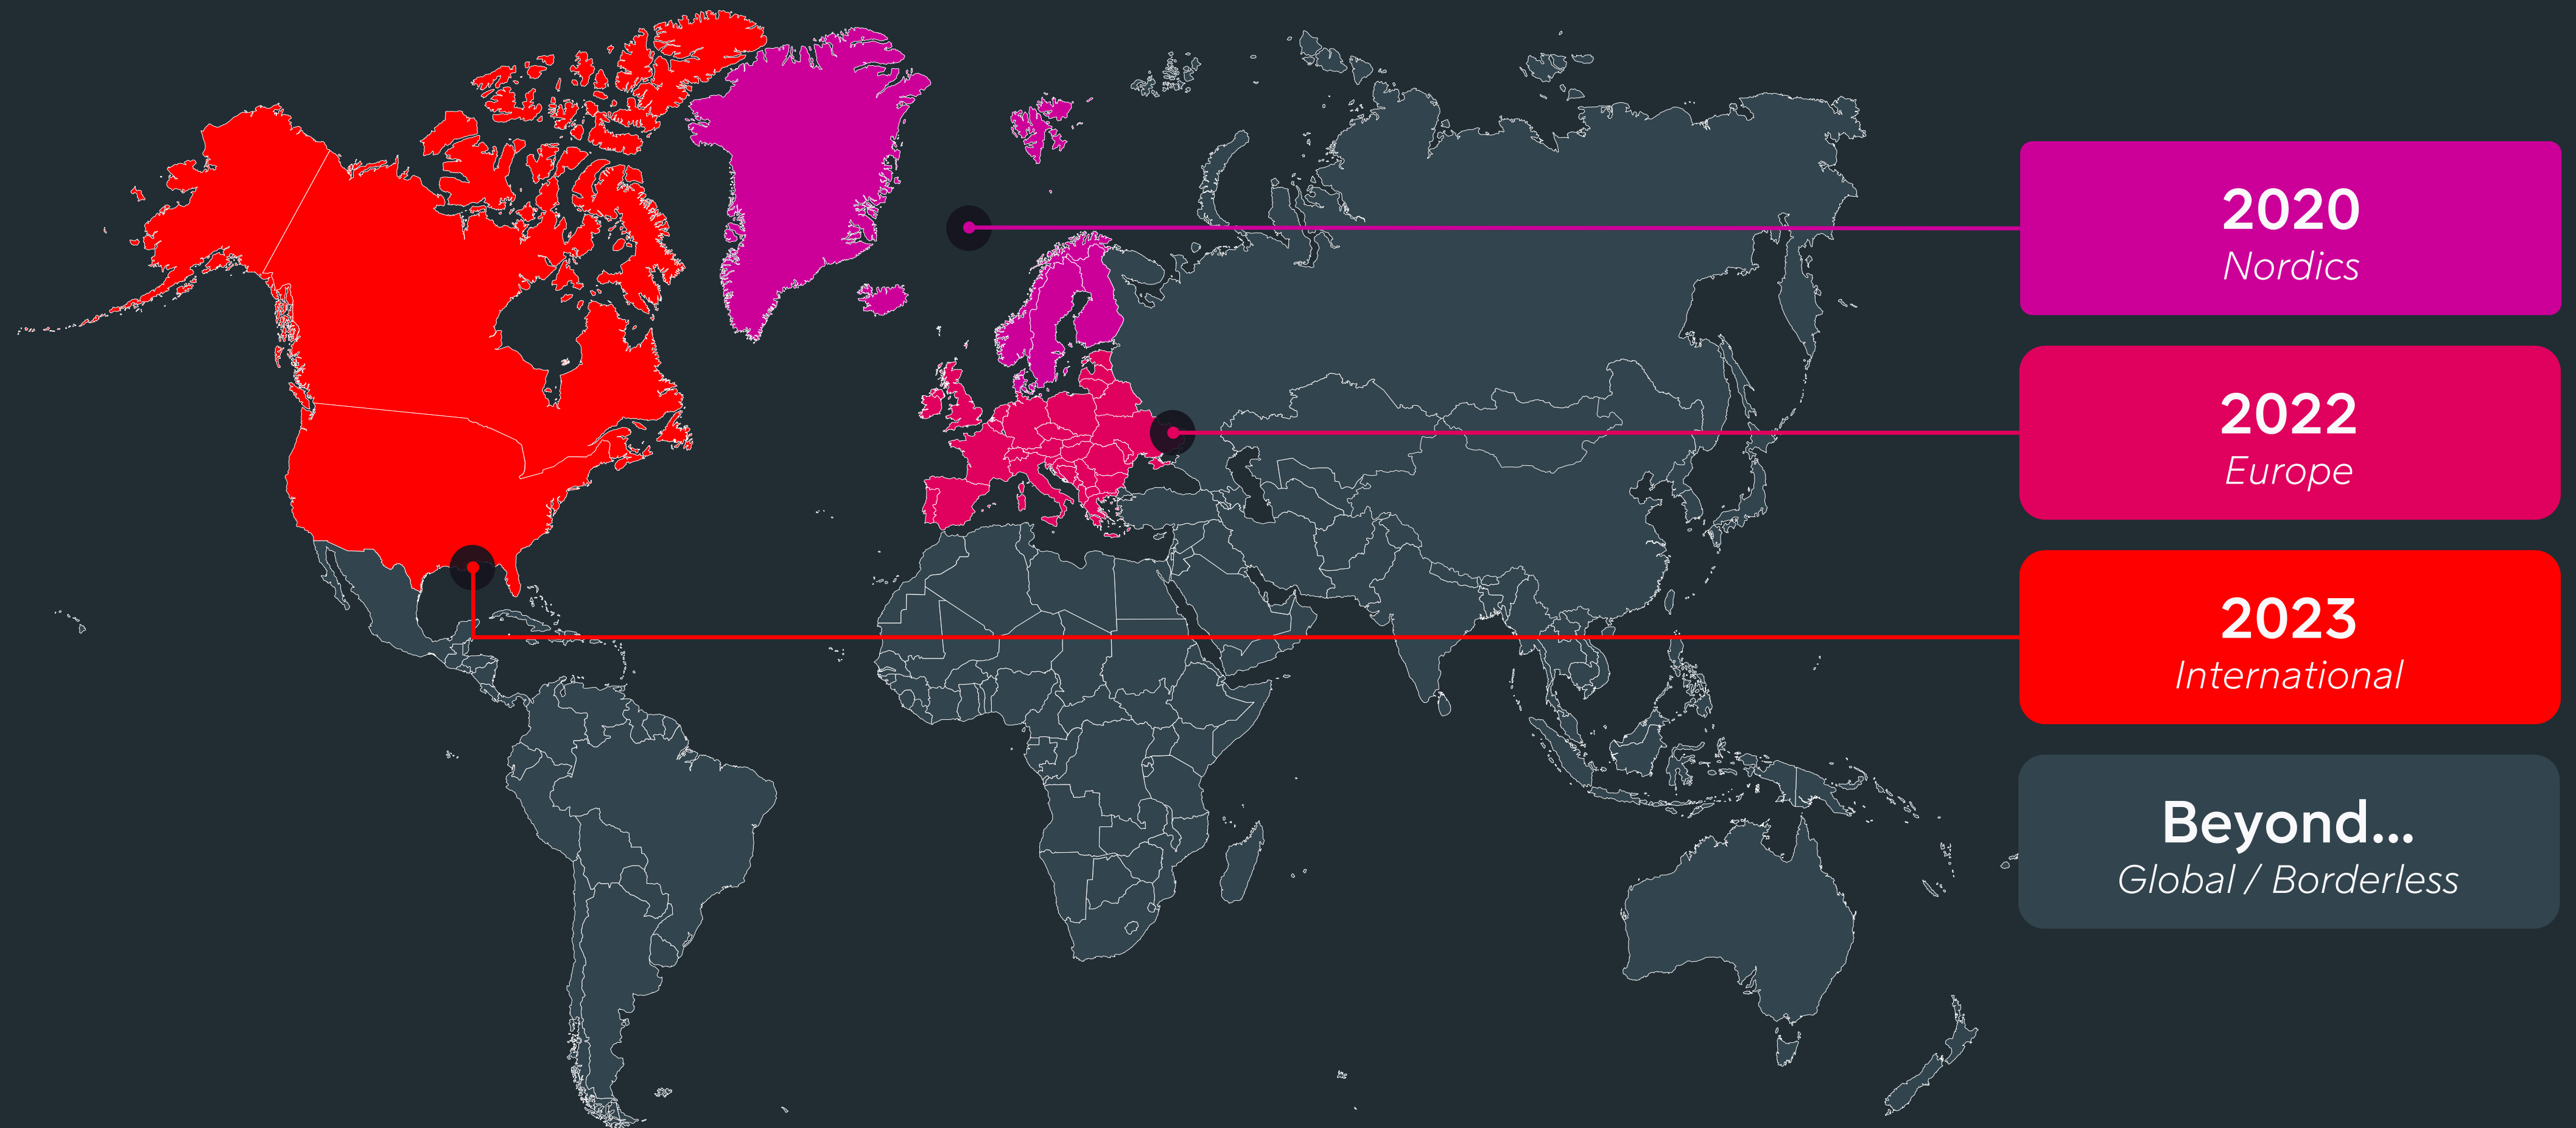 2020
Nordics
2022
Europe
2023
International
Beyond...
Global / Borderless